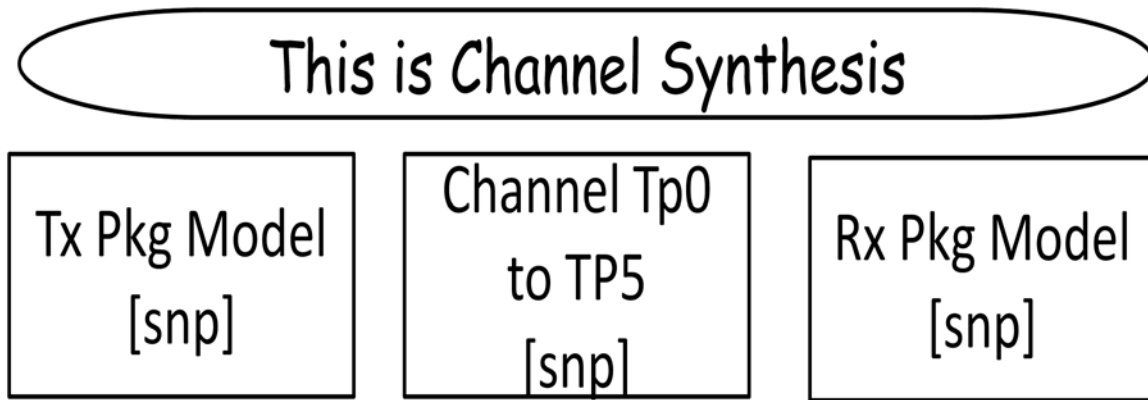 This is Channel Synthesis
Tx Pkg Model
[snp]
Channel Tp0
to TP5
[snp]
Rx Pkg Model
[snp]